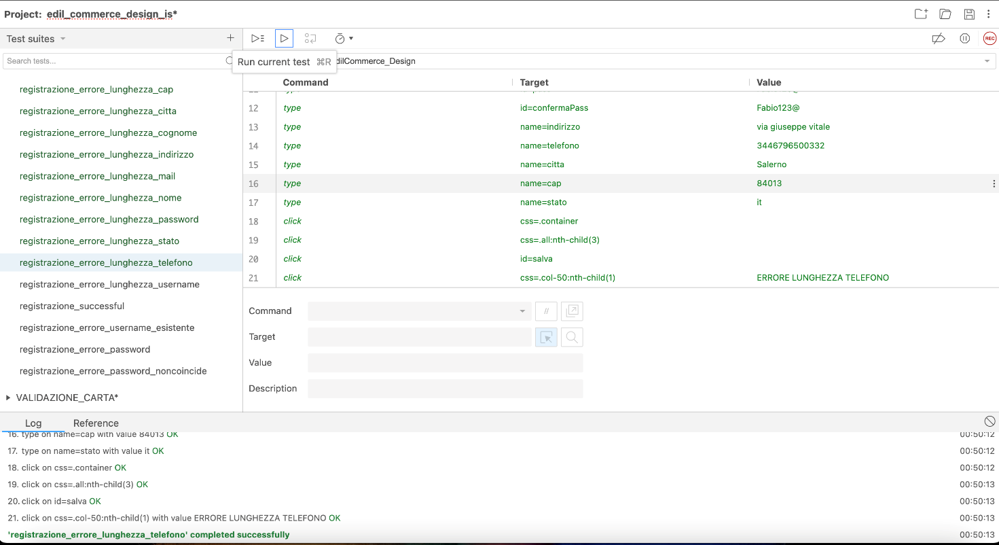 Project: edil_commerce_design_is*
Test suites
Search tests...
Run current test ⌘R
dilCommerce_Design
REC
registrazione_errore_lunghezza_cap
registrazione_errore_lunghezza_citta
registrazione_errore_lunghezza_cognome
registrazione_errore_lunghezza_indirizzo
registrazione_errore_lunghezza_mail
registrazione_errore_lunghezza_nome
registrazione_errore_lunghezza_password
registrazione_errore_lunghezza_stato
registrazione_errore_lunghezza_telefono
registrazione_errore_lunghezza_username
registrazione_successful
registrazione_errore_username_esistente
registrazione_errore_password
registrazione_errore_password_noncoincide
VALIDAZIONE_CARTA*
Command Target Value
12 type id=confermaPass Fabio123@
13 type name=indirizzo via giuseppe vitale
14 type name=telefono 3446796500332
15 type name=citta Salerno
16 type name=cap 84013
17 type name=stato it
18 click css=.container
19 click css=.all:nth-child(3)
20 click id=salva
21 click css=.col-50:nth-child(1) ERRORE LUNGHEZZA TELEFONO
Command //
Target
Value
Description
Log Reference
16. type on name=cap with value 84013 OK 00:50:12
17. type on name=stato with value it OK 00:50:12
18. click on css=.container OK 00:50:12
19. click on css=.all:nth-child(3) OK 00:50:13
20. click on id=salva OK 00:50:13
21. click on css=.col-50:nth-child(1) with value ERRORE LUNGHEZZA TELEFONO OK 00:50:13
'registrazione_errore_lunghezza_telefono' completed successfully 00:50:13